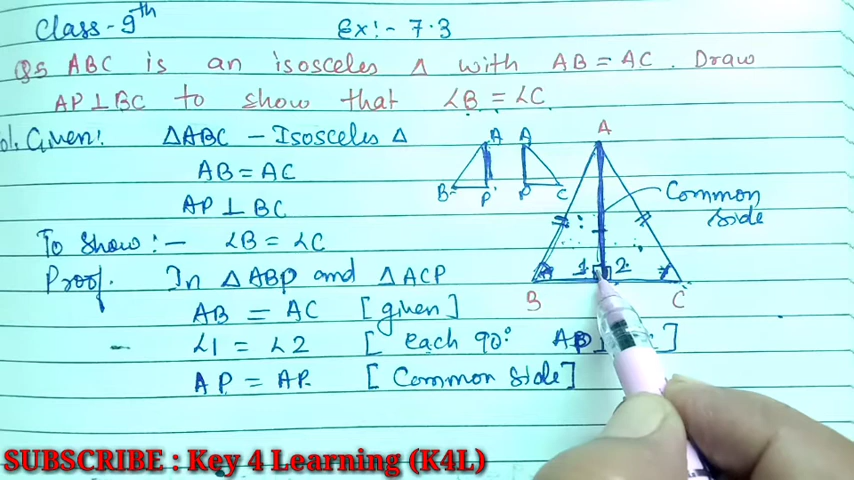 Class-9th Ex:- 7.3
Q5 ABC is an isosceles Δ with AB = AC. Draw
AP⊥BC to show that ∠B = ∠C.
Given: ΔABC - Isosceles Δ
AB = AC
AP ⊥ BC
To show:- ∠B = ∠C
Proof. In ΔABP and ΔACP
AB = AC [given]
∠1 = ∠2 [each 90°
AP = AP [Common side]
A A
B P P C
A
Common
side
1 2
B C
SUBSCRIBE : Key 4 Learning (K4L)